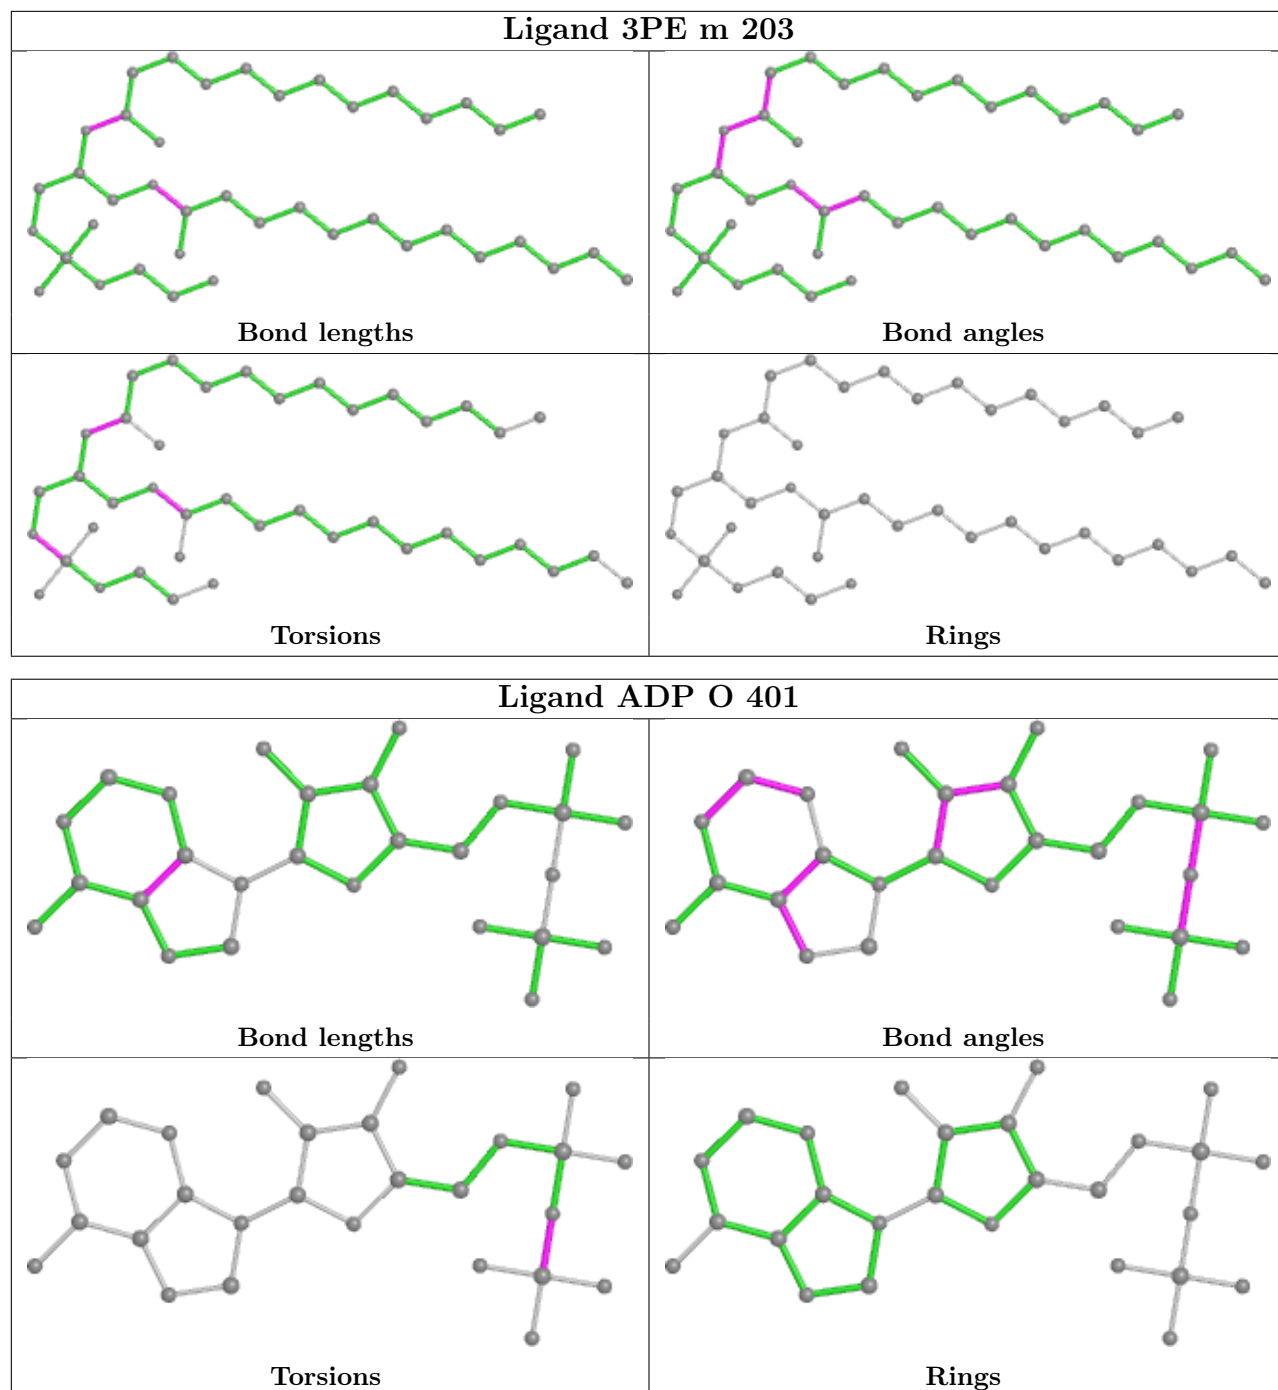 Ligand 3PE m 203
Bond lengths
Bond angles
Torsions
Rings
Ligand ADP O 401
Bond lengths
Bond angles
Torsions
Rings